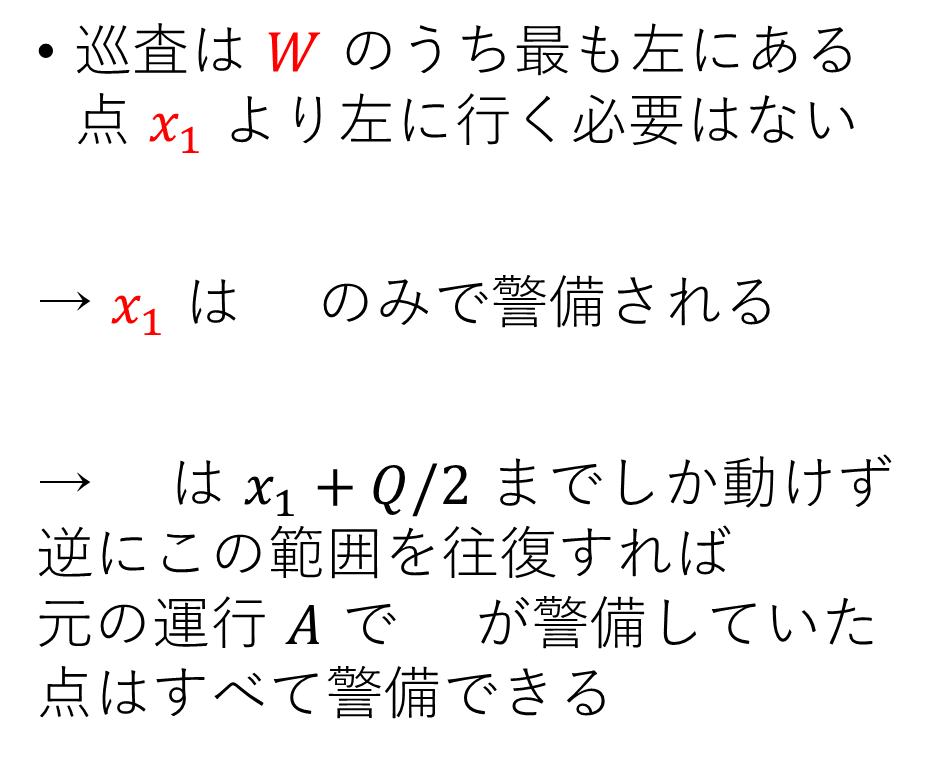 • 巡査は W のうち最も左にある
点 x₁ より左に行く必要はない
→ x₁ は のみで警備される
→ は x₁ + Q/2 までしか動けず
逆にこの範囲を往復すれば
元の運行 A で が警備していた
点はすべて警備できる